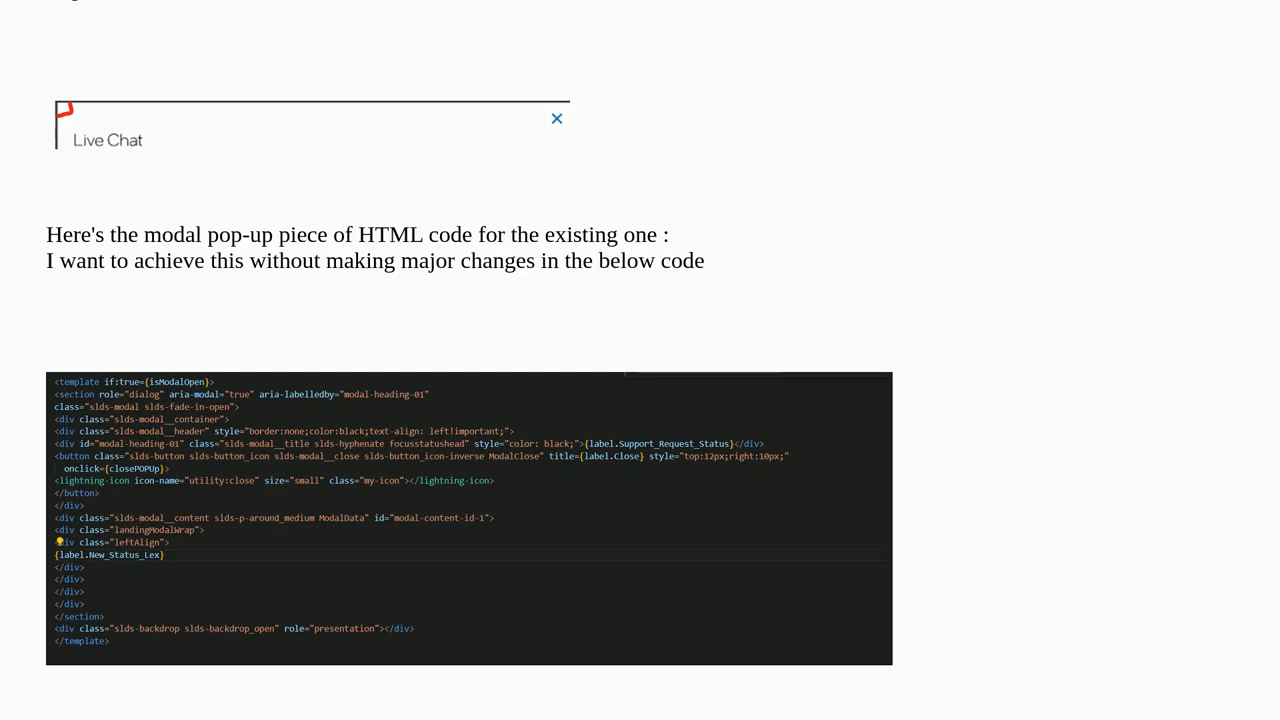 Live Chat
Here's the modal pop-up piece of HTML code for the existing one :
I want to achieve this without making major changes in the below code
<template if:true={isModalOpen}>
<section role="dialog" aria-modal="true" aria-labelledby="modal-heading-01"
class="slds-modal slds-fade-in-open">
<div class="slds-modal__container">
<div class="slds-modal__header" style="border:none;color:black;text-align: left!important;">
<div id="modal-heading-01" class="slds-modal__title slds-hyphenate focusstatushead" style="color: black;">{label.Support_Request_Status}</div>
<button class="slds-button slds-button_icon slds-modal__close slds-button_icon-inverse ModalClose" title={label.Close} style="top:12px;right:10px;"
onclick={closePOPUp}>
<lightning-icon icon-name="utility:close" size="small" class="my-icon"></lightning-icon>
</button>
</div>
<div class="slds-modal__content slds-p-around_medium ModalData" id="modal-content-id-1">
<div class="landingModalWrap">
div class="leftAlign">
{label.New_Status_Lex}
</div>
</div>
</div>
</div>
</section>
<div class="slds-backdrop slds-backdrop_open" role="presentation"></div>
</template>